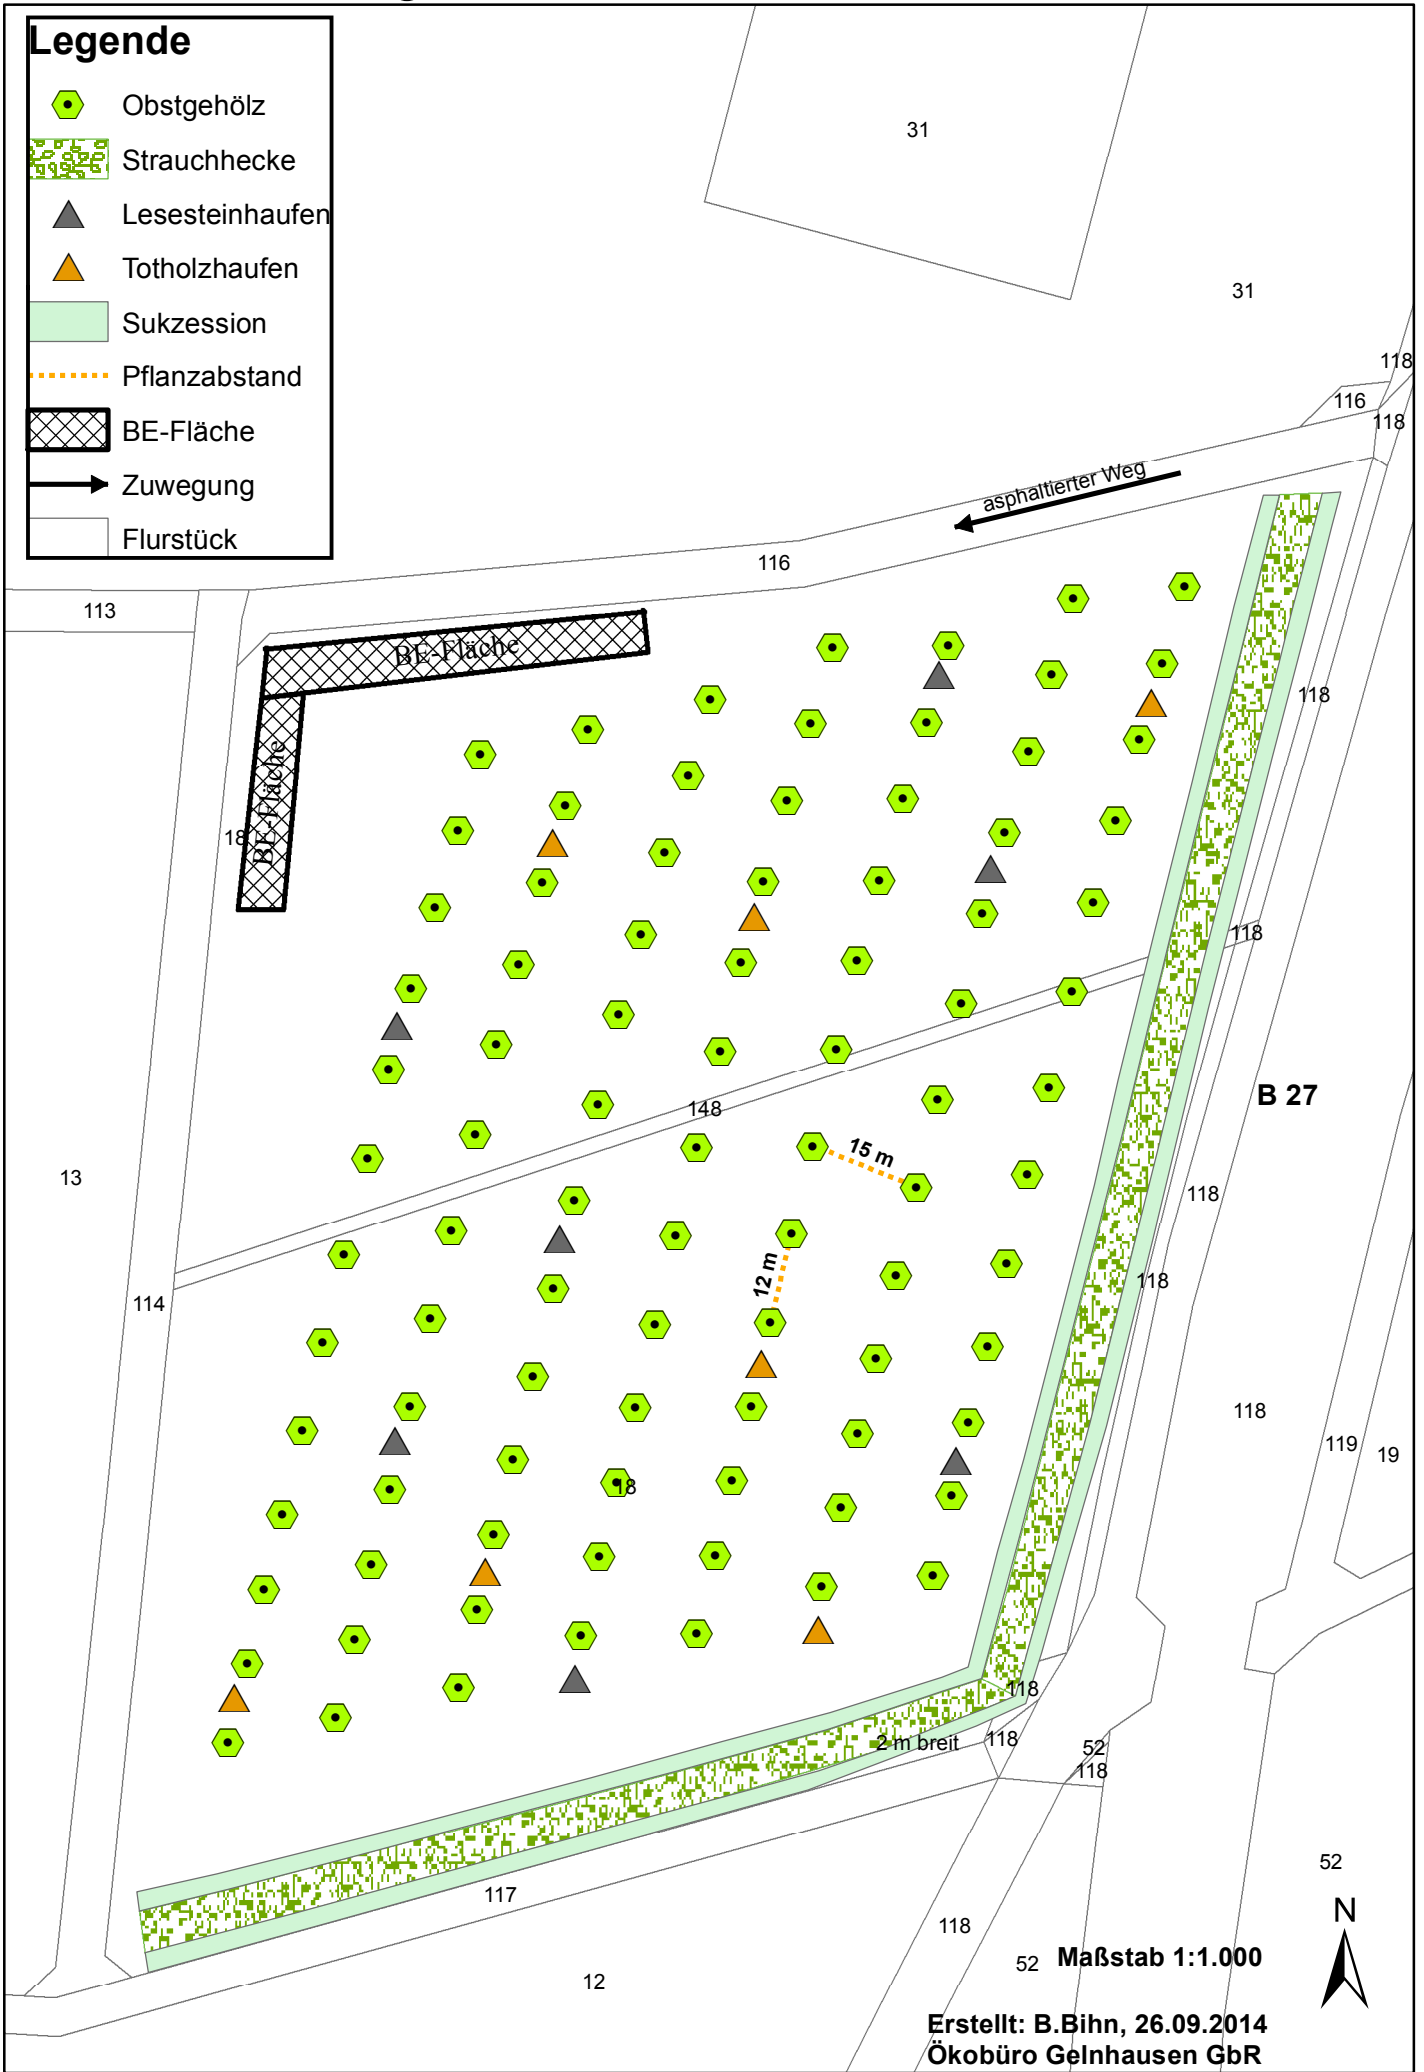 Legende
Obstgehölz
Strauchhecke
Lesesteinhaufen
Totholzhaufen
Sukzession
Pflanzabstand
BE-Fläche
Zuwegung
Flurstück
31
31
118
116
118
asphaltierter Weg
116
113
BE-Fläche
118
BE-Fläche
18
118
B 27
148
15 m
13
118
12 m
118
114
118
119
19
18
118
2 m breit
118
52
118
52
117
118
12
52
N
Maßstab 1:1.000
Erstellt: B.Bihn, 26.09.2014
Ökobüro Gelnhausen GbR